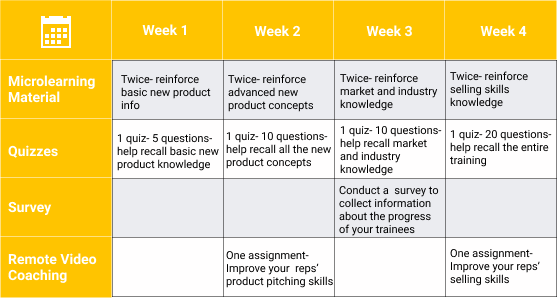 Week 1
Week 2
Week 3
Week 4
Microlearning
Material
Twice- reinforce
basic new product
info
Twice- reinforce
advanced new
product concepts
Twice- reinforce
market and industry
knowledge
Twice- reinforce
selling skills
knowledge
Quizzes
1 quiz- 5 questions-
help recall basic new
product knowledge
1 quiz- 10 questions-
help recall all the new
product concepts
1 quiz- 10 questions-
help recall market
and industry
knowledge
1 quiz- 20 questions-
help recall the entire
training
Survey
Conduct a survey to
collect information
about the progress
of your trainees
Remote Video
Coaching
One assignment-
Improve your reps’
product pitching skills
One assignment-
Improve your reps’
selling skills